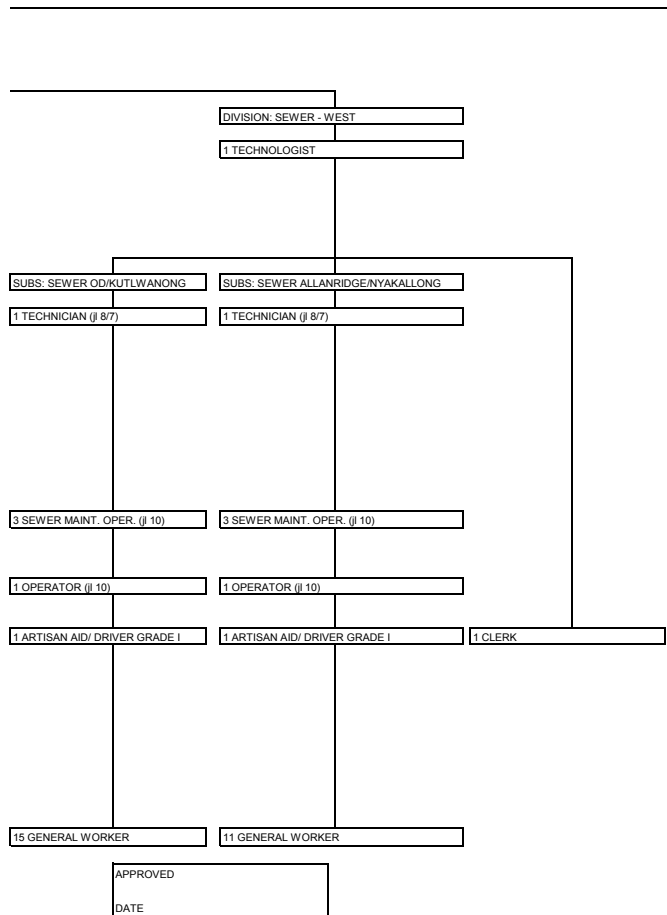 DIVISION: SEWER - WEST
1 TECHNOLOGIST
SUBS: SEWER OD/KUTLWANONG
SUBS: SEWER ALLANRIDGE/NYAKALLONG
1 TECHNICIAN (jl 8/7)
1 TECHNICIAN (jl 8/7)
3 SEWER MAINT. OPER. (jl 10)
3 SEWER MAINT. OPER. (jl 10)
1 OPERATOR (jl 10)
1 OPERATOR (jl 10)
1 ARTISAN AID/ DRIVER GRADE I
1 ARTISAN AID/ DRIVER GRADE I
1 CLERK
15 GENERAL WORKER
11 GENERAL WORKER
APPROVED
DATE